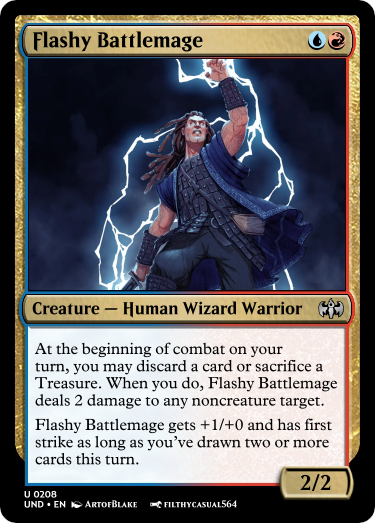 Flashy Battlemage
Creature — Human Wizard Warrior
At the beginning of combat on your
turn, you may discard a card or sacrifice a
Treasure. When you do, Flashy Battlemage
deals 2 damage to any noncreature target.
Flashy Battlemage gets +1/+0 and has first
strike as long as you've drawn two or more
cards this turn.
2/2
U 0208
UND • EN ArtofBlake filthycasual564